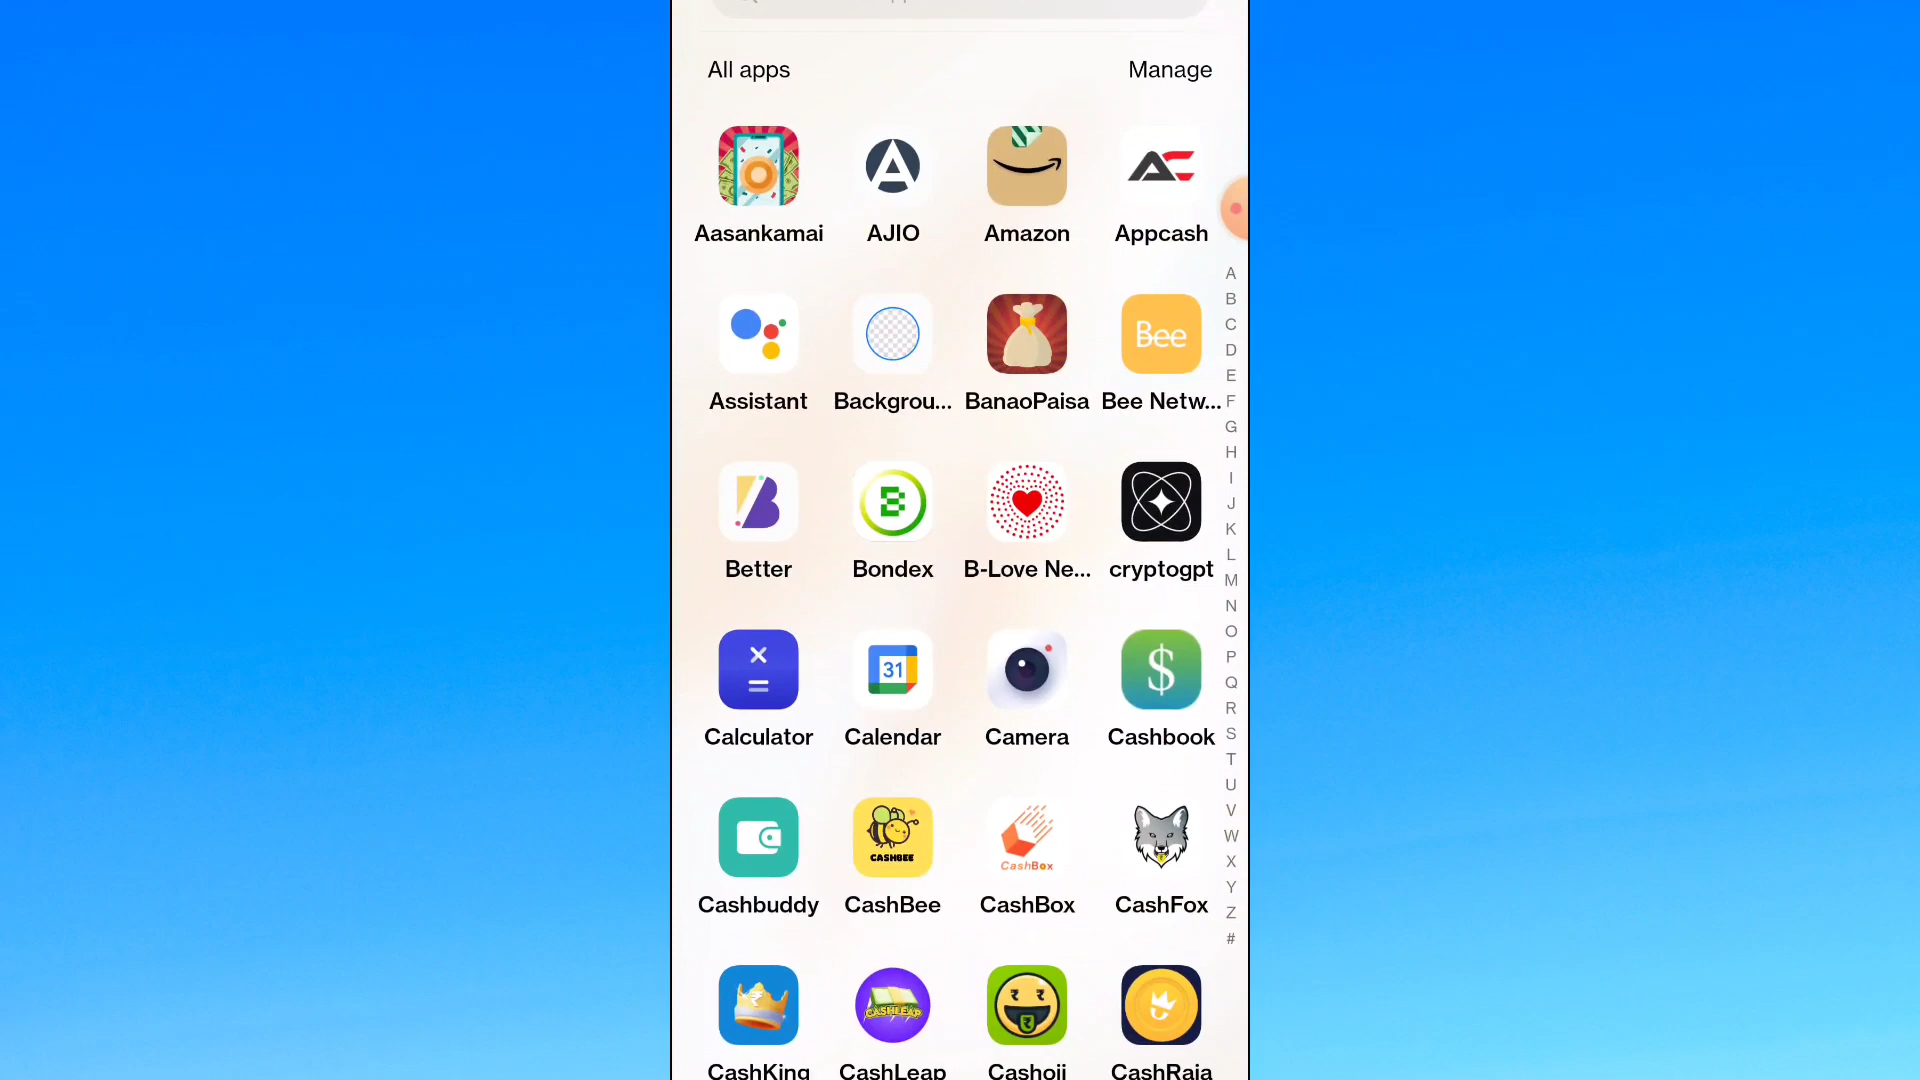 All apps Manage
Aasankamai AJIO Amazon Appcash
A
B
C
D
Bee
E
Assistant Backgrou... BanaoPaisa Bee Netw... F
G
H
I
J
K
L
Better Bondex B-Love Ne... cryptogpt
M
N
O
31 $
P
Q
R
Calculator Calendar Camera Cashbook S
T
U
V
W
CASHBEE CashBox
X
Y
Cashbuddy CashBee CashBox CashFox
Z
#
CASHLEAP
CashKing CashLeap Cashoji CashRaja